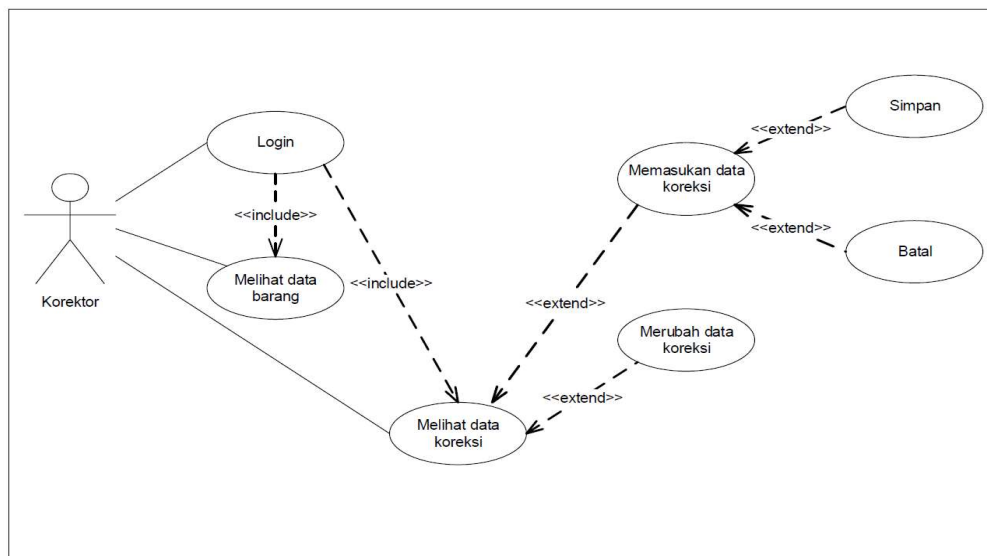 Simpan
<<extend>>
Login
Memasukan data
koreksi
<<include>>
<<extend>>
Batal
Melihat data
barang
<<include>>
Korektor
<<extend>>
Merubah data
koreksi
<<extend>>
Melihat data
koreksi